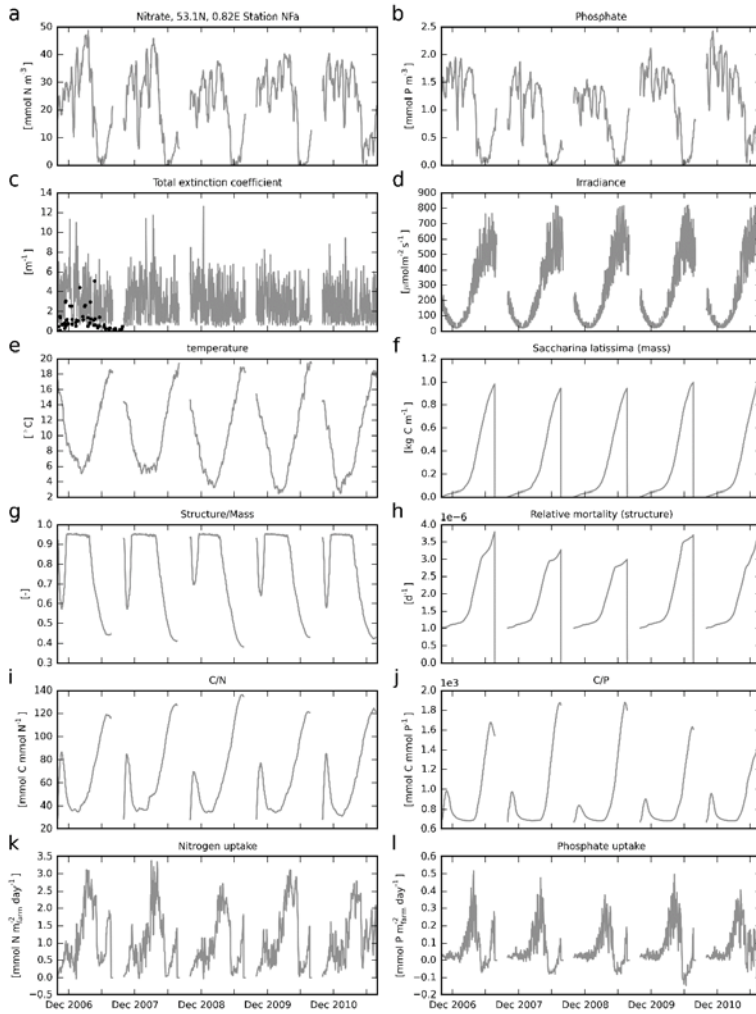 a
Nitrate, 53.1N, 0.82E Station NFa
[mmol N m⁻³]
50
40
30
20
10
0
b
Phosphate
[mmol P m⁻³]
2.5
2.0
1.5
1.0
0.5
0.0
c
Total extinction coefficient
[m⁻¹]
14
12
10
8
6
4
2
0
d
Irradiance
[μmolm⁻² s⁻¹]
900
800
700
600
500
400
300
200
100
0
e
temperature
[°C]
20
18
16
14
12
10
8
6
4
2
f
Saccharina latissima (mass)
[kg C m⁻¹]
1.2
1.0
0.8
0.6
0.4
0.2
0.0
g
Structure/Mass
[-]
1.0
0.9
0.8
0.7
0.6
0.5
0.4
0.3
h
Relative mortality (structure)
1e−6
[d⁻¹]
4.0
3.5
3.0
2.5
2.0
1.5
1.0
0.5
0.0
i
C/N
[mmol C mmol N⁻¹]
140
120
100
80
60
40
20
j
C/P
1e3
[mmol C mmol P⁻¹]
2.0
1.8
1.6
1.4
1.2
1.0
0.8
0.6
k
Nitrogen uptake
[mmol N m⁻²farm day⁻¹]
3.5
3.0
2.5
2.0
1.5
1.0
0.5
0.0
−0.5
Dec 2006 Dec 2007 Dec 2008 Dec 2009 Dec 2010
l
Phosphate uptake
[mmol P m⁻²farm day⁻¹]
0.6
0.5
0.4
0.3
0.2
0.1
0.0
−0.1
−0.2
Dec 2006 Dec 2007 Dec 2008 Dec 2009 Dec 2010